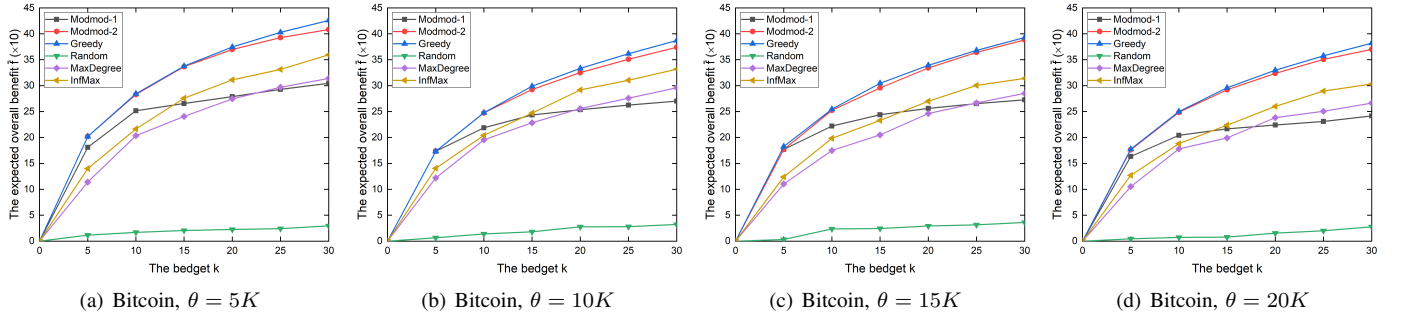 The expected overall benefit f̄ (×10)
45
40
35
30
25
20
15
10
5
0
Modmod-1
Modmod-2
Greedy
Random
MaxDegree
InfMax
0 5 10 15 20 25 30
The bedget k
(a) Bitcoin, θ = 5K
The expected overall benefit f̄ (×10)
45
40
35
30
25
20
15
10
5
0
Modmod-1
Modmod-2
Greedy
Random
MaxDegree
InfMax
0 5 10 15 20 25 30
The bedget k
(b) Bitcoin, θ = 10K
The expected overall benefit f̄ (×10)
45
40
35
30
25
20
15
10
5
0
Modmod-1
Modmod-2
Greedy
Random
MaxDegree
InfMax
0 5 10 15 20 25 30
The bedget k
(c) Bitcoin, θ = 15K
The expected overall benefit f̄ (×10)
45
40
35
30
25
20
15
10
5
0
Modmod-1
Modmod-2
Greedy
Random
MaxDegree
InfMax
0 5 10 15 20 25 30
The bedget k
(d) Bitcoin, θ = 20K